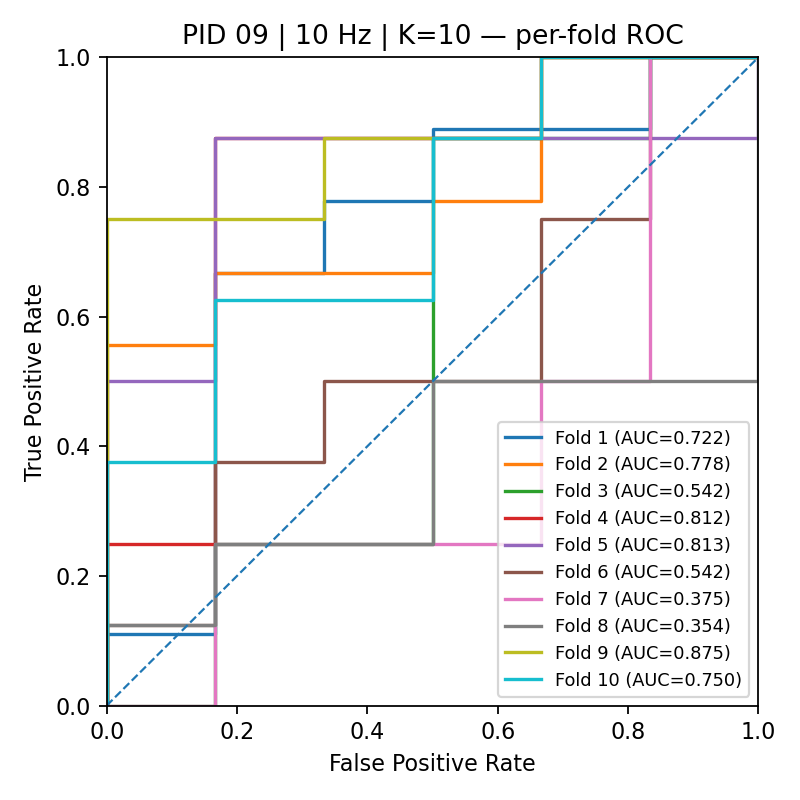 PID 09 | 10 Hz | K=10 — per-fold ROC
1.0
0.8
0.6
0.4
0.2
0.0
True Positive Rate
0.0 0.2 0.4 0.6 0.8 1.0
False Positive Rate
Fold 1 (AUC=0.722)
Fold 2 (AUC=0.778)
Fold 3 (AUC=0.542)
Fold 4 (AUC=0.812)
Fold 5 (AUC=0.813)
Fold 6 (AUC=0.542)
Fold 7 (AUC=0.375)
Fold 8 (AUC=0.354)
Fold 9 (AUC=0.875)
Fold 10 (AUC=0.750)